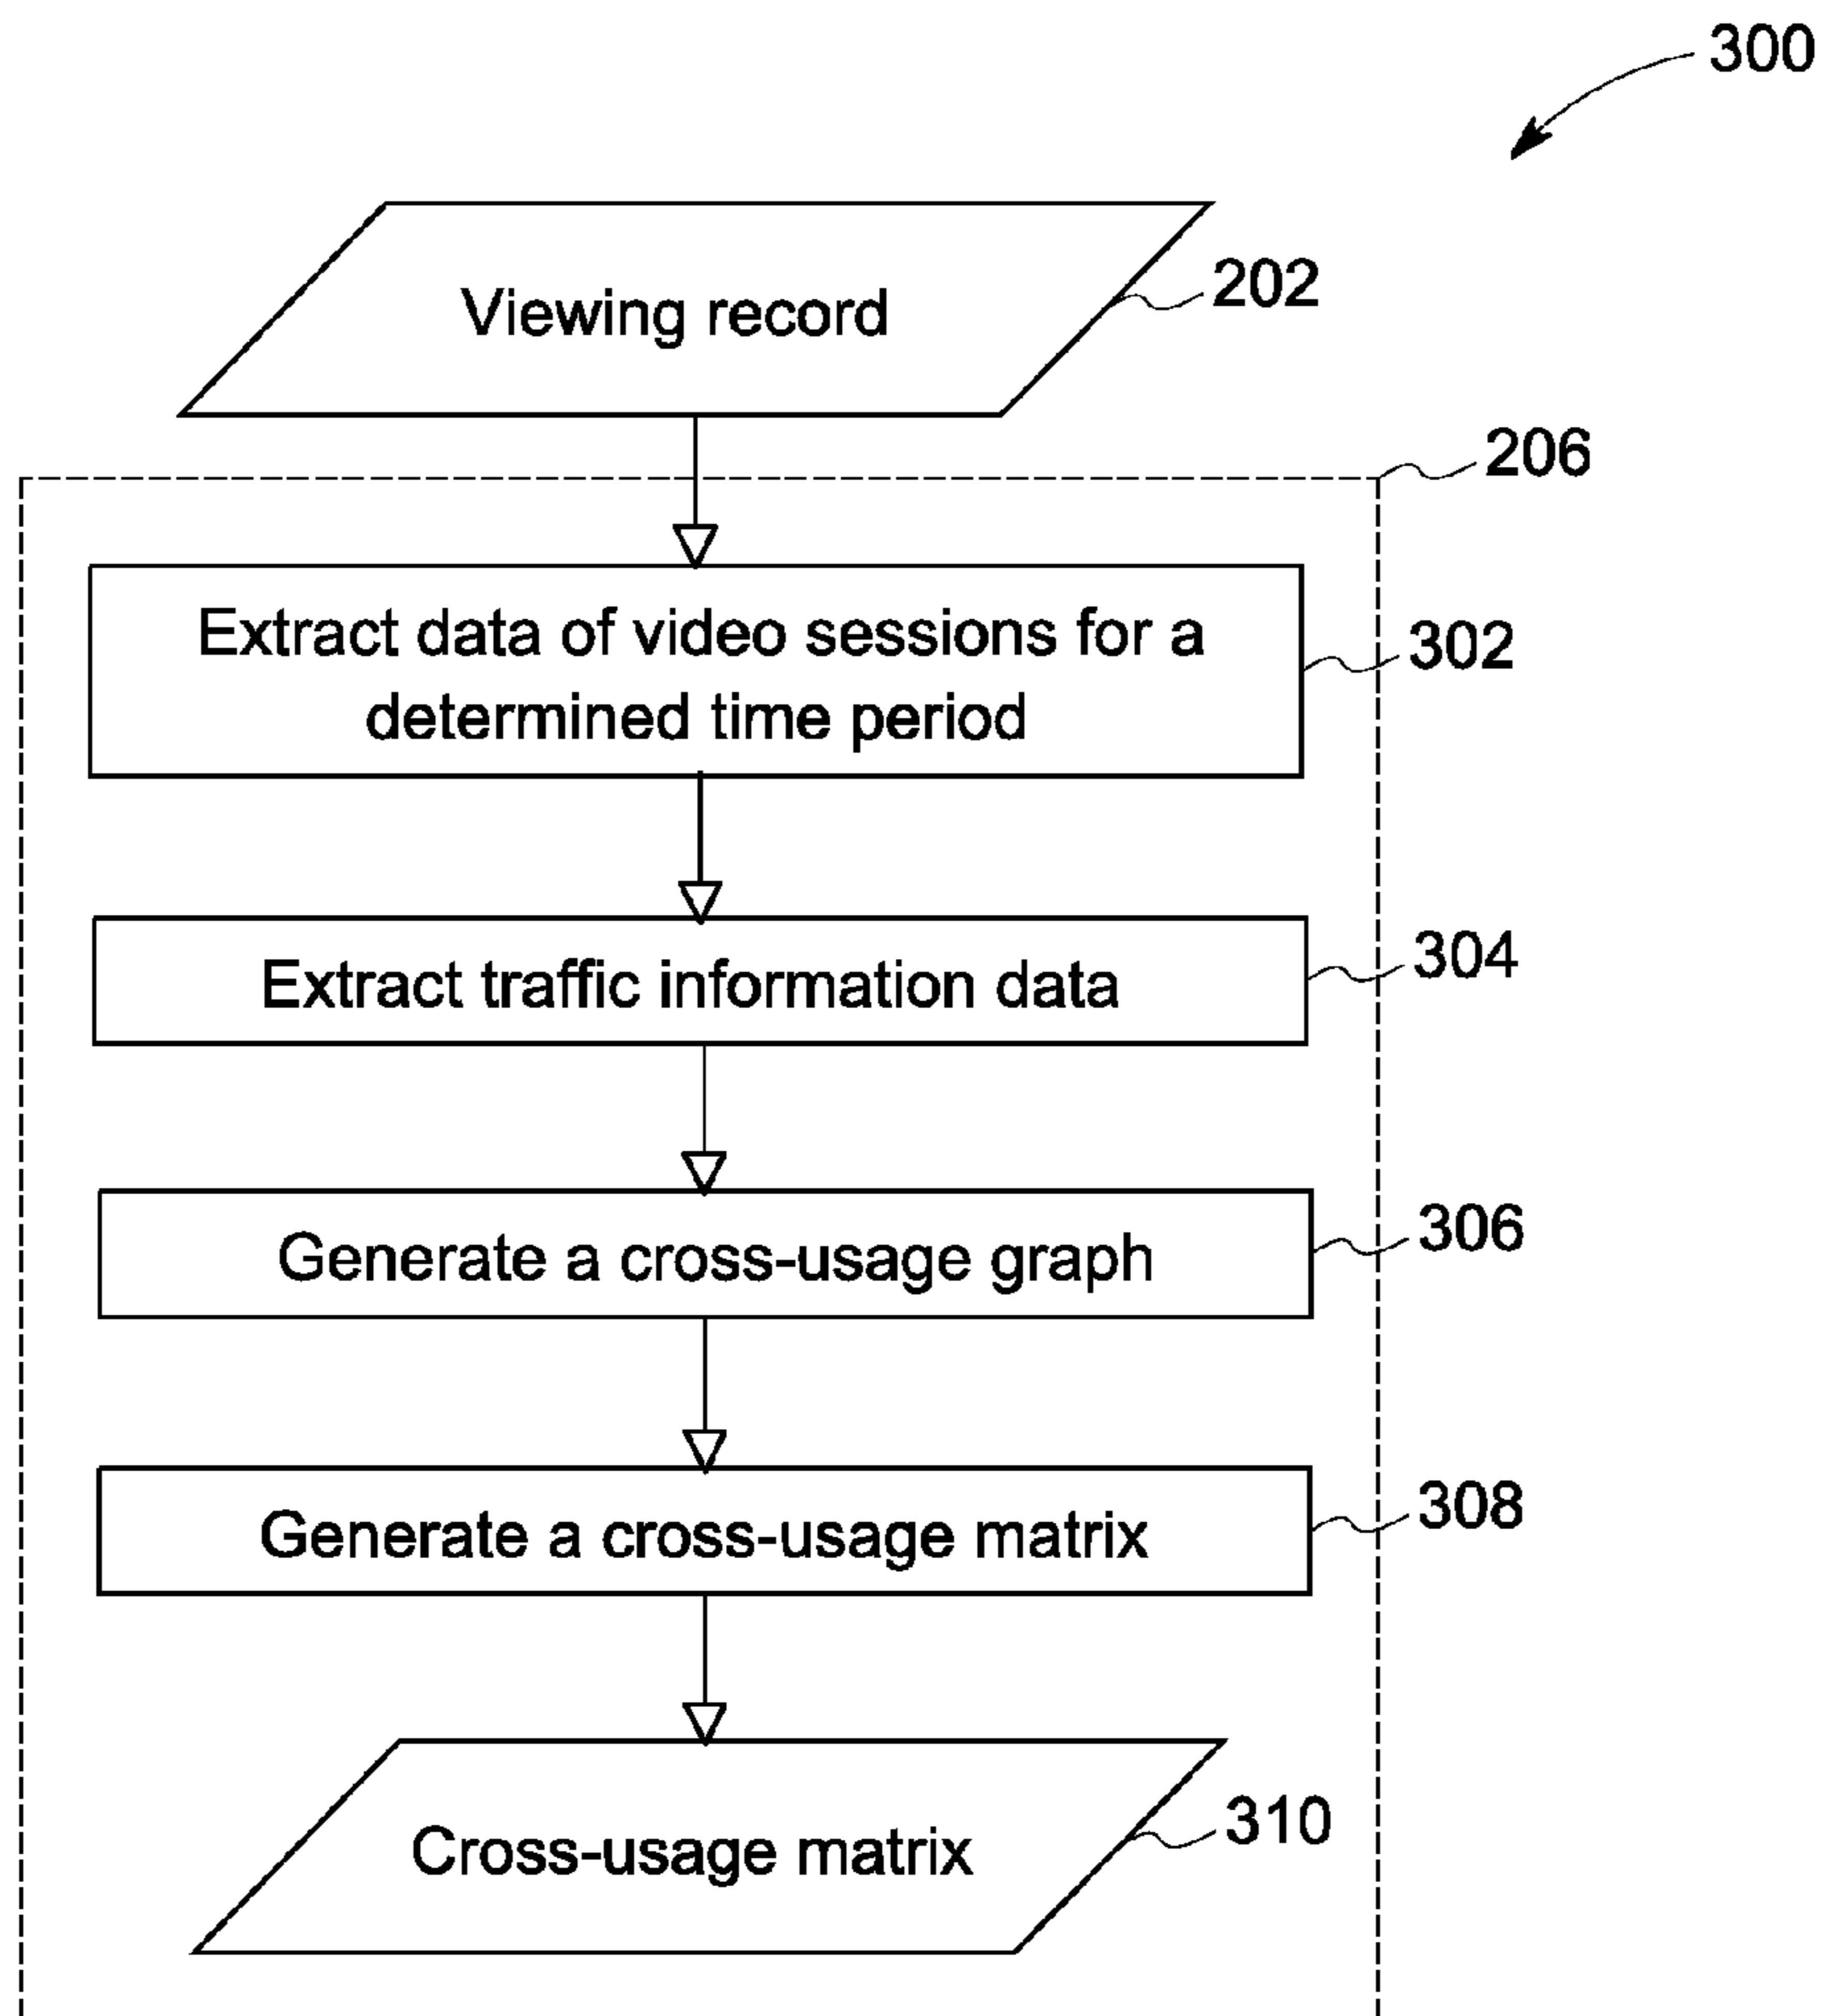 300
Viewing record
202
206
Extract data of video sessions for a
determined time period
302
Extract traffic information data
304
Generate a cross-usage graph
306
Generate a cross-usage matrix
308
Cross-usage matrix
310